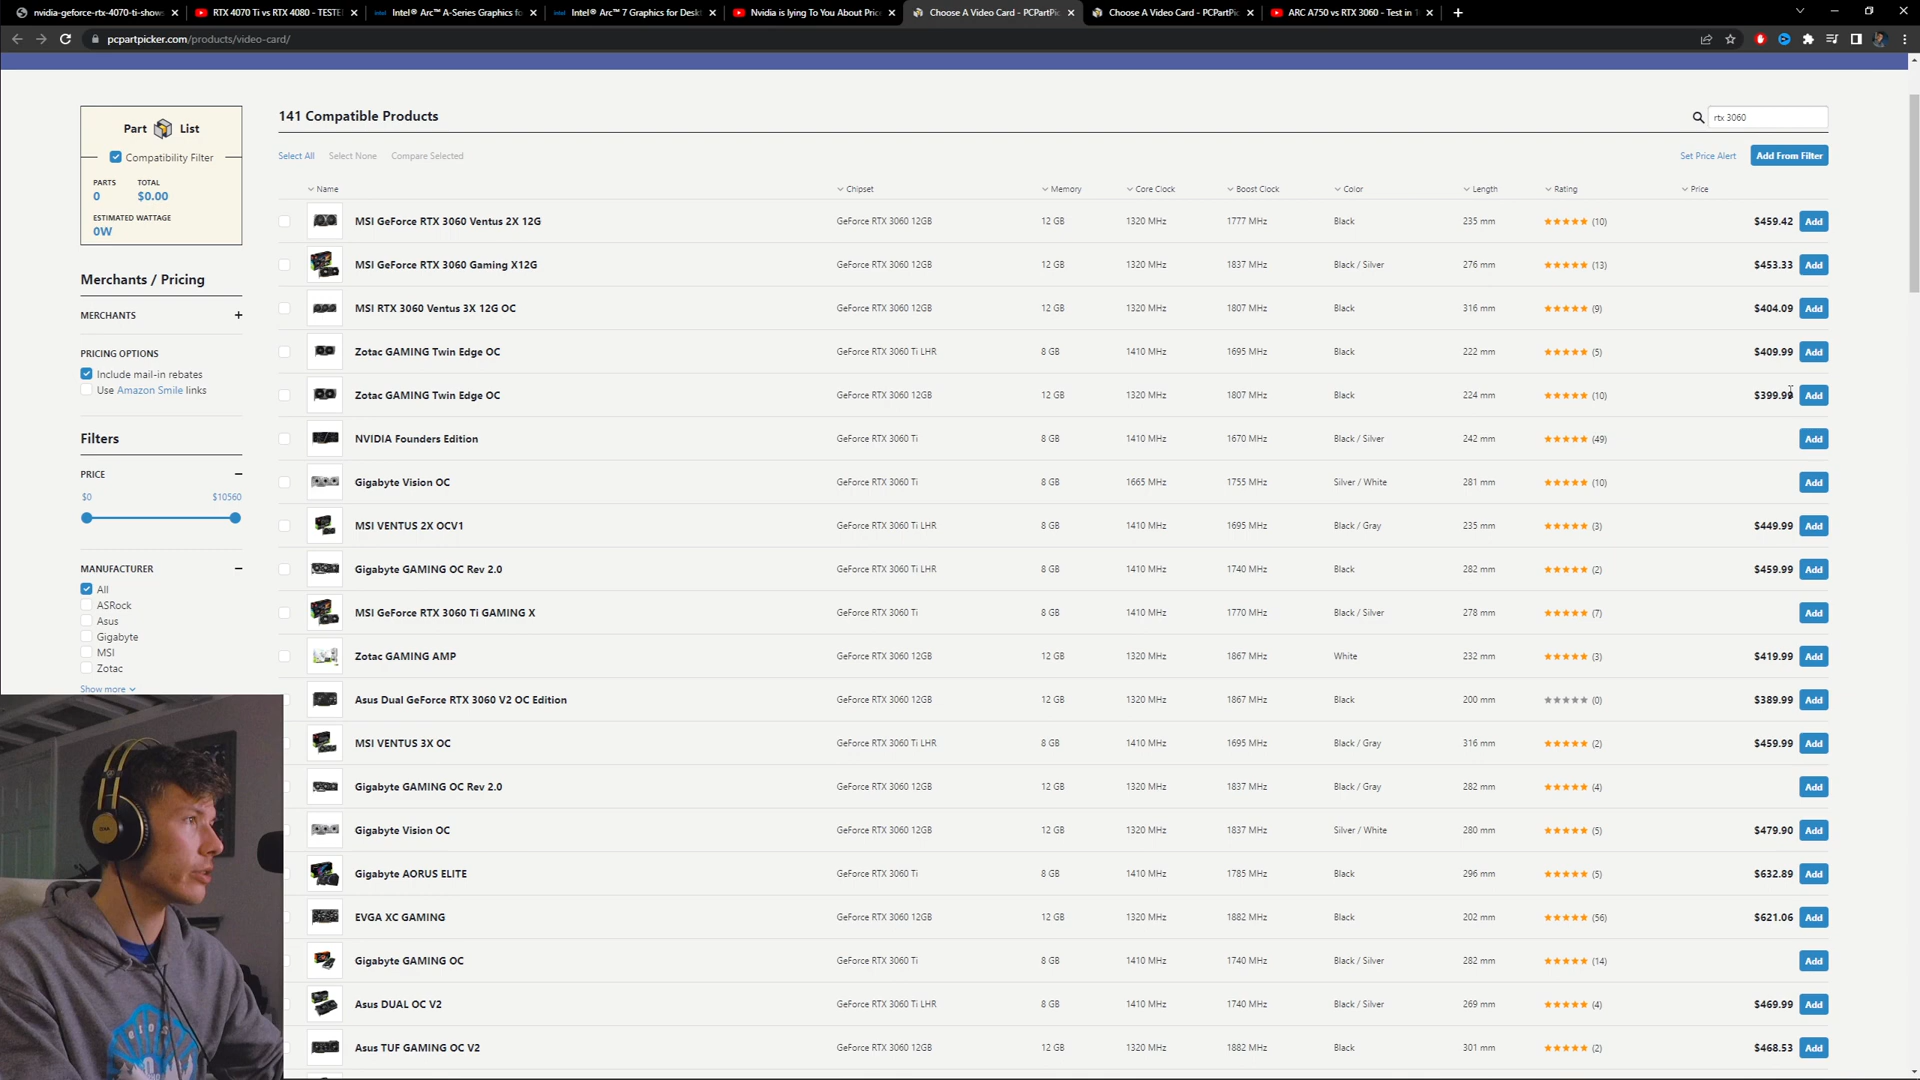 nvidia-geforce-rtx-4070-ti-shows
RTX 4070 Ti vs RTX 4080 - TESTE
Intel® Arc™ A-Series Graphics fo
Intel® Arc™ 7 Graphics for Deskt
Nvidia is lying To You About Price
Choose A Video Card - PCPartPic
Choose A Video Card - PCPartPic
ARC A750 vs RTX 3060 - Test in 1
pcpartpicker.com/products/video-card/
Part List
Compatibility Filter
PARTS TOTAL
0 $0.00
ESTIMATED WATTAGE
0W
Merchants / Pricing
MERCHANTS +
PRICING OPTIONS
Include mail-in rebates
Use Amazon Smile links
Filters
PRICE
$0 $10560
MANUFACTURER
All
ASRock
Asus
Gigabyte
MSI
Zotac
Show more
141 Compatible Products
rtx 3060
Select All Select None Compare Selected
Set Price Alert Add From Filter
Name Chipset Memory Core Clock Boost Clock Color Length Rating Price
MSI GeForce RTX 3060 Ventus 2X 12G GeForce RTX 3060 12GB 12 GB 1320 MHz 1777 MHz Black 235 mm (10) $459.42 Add
MSI GeForce RTX 3060 Gaming X12G GeForce RTX 3060 12GB 12 GB 1320 MHz 1837 MHz Black / Silver 276 mm (13) $453.33 Add
MSI RTX 3060 Ventus 3X 12G OC GeForce RTX 3060 12GB 12 GB 1320 MHz 1807 MHz Black 316 mm (9) $404.09 Add
Zotac GAMING Twin Edge OC GeForce RTX 3060 Ti LHR 8 GB 1410 MHz 1695 MHz Black 222 mm (5) $409.99 Add
Zotac GAMING Twin Edge OC GeForce RTX 3060 12GB 12 GB 1320 MHz 1807 MHz Black 224 mm (10) $399.99 Add
NVIDIA Founders Edition GeForce RTX 3060 Ti 8 GB 1410 MHz 1670 MHz Black / Silver 242 mm (49) Add
Gigabyte Vision OC GeForce RTX 3060 Ti 8 GB 1665 MHz 1755 MHz Silver / White 281 mm (10) Add
MSI VENTUS 2X OCV1 GeForce RTX 3060 Ti LHR 8 GB 1410 MHz 1695 MHz Black / Gray 235 mm (3) $449.99 Add
Gigabyte GAMING OC Rev 2.0 GeForce RTX 3060 Ti LHR 8 GB 1410 MHz 1740 MHz Black 282 mm (2) $459.99 Add
MSI GeForce RTX 3060 Ti GAMING X GeForce RTX 3060 Ti 8 GB 1410 MHz 1770 MHz Black / Silver 278 mm (7) Add
Zotac GAMING AMP GeForce RTX 3060 12GB 12 GB 1320 MHz 1867 MHz White 232 mm (3) $419.99 Add
Asus Dual GeForce RTX 3060 V2 OC Edition GeForce RTX 3060 12GB 12 GB 1320 MHz 1867 MHz Black 200 mm (0) $389.99 Add
MSI VENTUS 3X OC GeForce RTX 3060 Ti LHR 8 GB 1410 MHz 1695 MHz Black / Gray 316 mm (2) $459.99 Add
Gigabyte GAMING OC Rev 2.0 GeForce RTX 3060 12GB 12 GB 1320 MHz 1837 MHz Black / Gray 282 mm (4) Add
Gigabyte Vision OC GeForce RTX 3060 12GB 12 GB 1320 MHz 1837 MHz Silver / White 280 mm (5) $479.90 Add
Gigabyte AORUS ELITE GeForce RTX 3060 Ti 8 GB 1410 MHz 1785 MHz Black 296 mm (5) $632.89 Add
EVGA XC GAMING GeForce RTX 3060 12GB 12 GB 1320 MHz 1882 MHz Black 202 mm (56) $621.06 Add
Gigabyte GAMING OC GeForce RTX 3060 Ti 8 GB 1410 MHz 1740 MHz Black / Silver 282 mm (14) Add
Asus DUAL OC V2 GeForce RTX 3060 Ti LHR 8 GB 1410 MHz 1740 MHz Black / Silver 269 mm (4) $469.99 Add
Asus TUF GAMING OC V2 GeForce RTX 3060 12GB 12 GB 1320 MHz 1882 MHz Black 301 mm (2) $468.53 Add